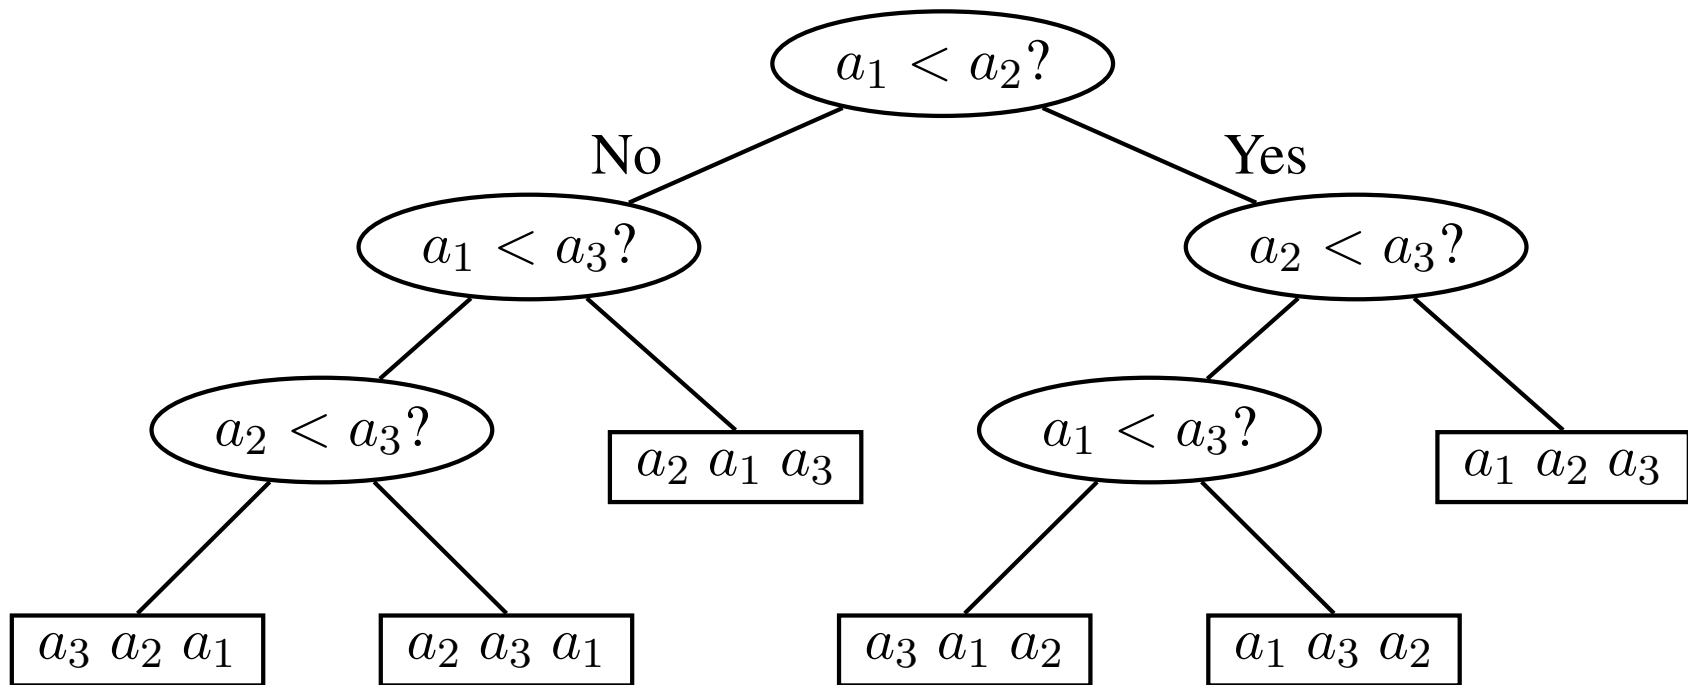 a₁ < a₂?
No Yes
a₁ < a₃? a₂ < a₃?
a₂ < a₃? a₂ a₁ a₃ a₁ < a₃? a₁ a₂ a₃
a₃ a₂ a₁ a₂ a₃ a₁ a₃ a₁ a₂ a₁ a₃ a₂